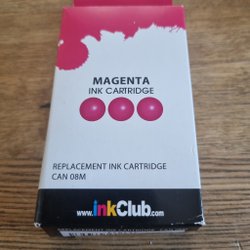 MAGENTA
INK CARTRIDGE
REPLACEMENT INK CARTRIDGE
CAN 08M
www.inkClub.com